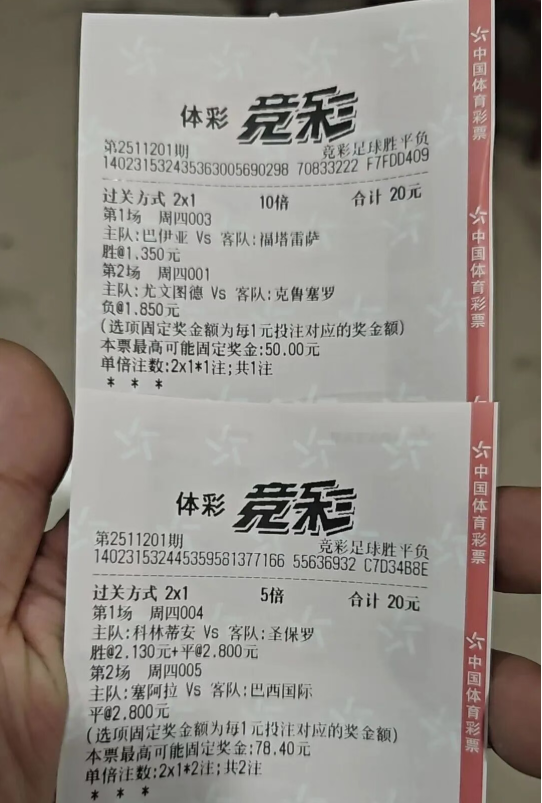 体彩 竞彩
第2511201期 竞彩足球胜平负
140231532435363005690298 70833222 F7FDD409
过关方式 2x1 10倍 合计 20元
第1场 周四003
主队:巴伊亚 Vs 客队:福塔雷萨
胜@1.350元
第2场 周四001
主队:尤文图德 Vs 客队:克鲁塞罗
负@1.850元
(选项固定奖金额为每1元投注对应的奖金额)
本票最高可能固定奖金:50.00元
单倍注数:2x1*1注;共1注
* * *
中国体育彩票
中国体育彩票
体彩 竞彩
第2511201期 竞彩足球胜平负
140231532445359581377166 55636932 C7D34B8E
过关方式 2x1 5倍 合计 20元
第1场 周四004
主队:科林蒂安 Vs 客队:圣保罗
胜@2.130元+平@2.800元
第2场 周四005
主队:塞阿拉 Vs 客队:巴西国际
平@2.800元
(选项固定奖金额为每1元投注对应的奖金额)
本票最高可能固定奖金:78.40元
单倍注数:2x1*2注;共2注
* * *
中国体育彩票
中国体育彩票